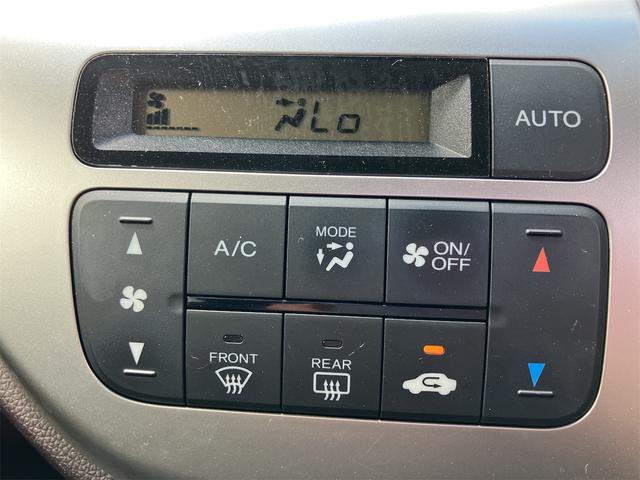 Lo
AUTO
A/C
MODE
ON/
OFF
FRONT
REAR